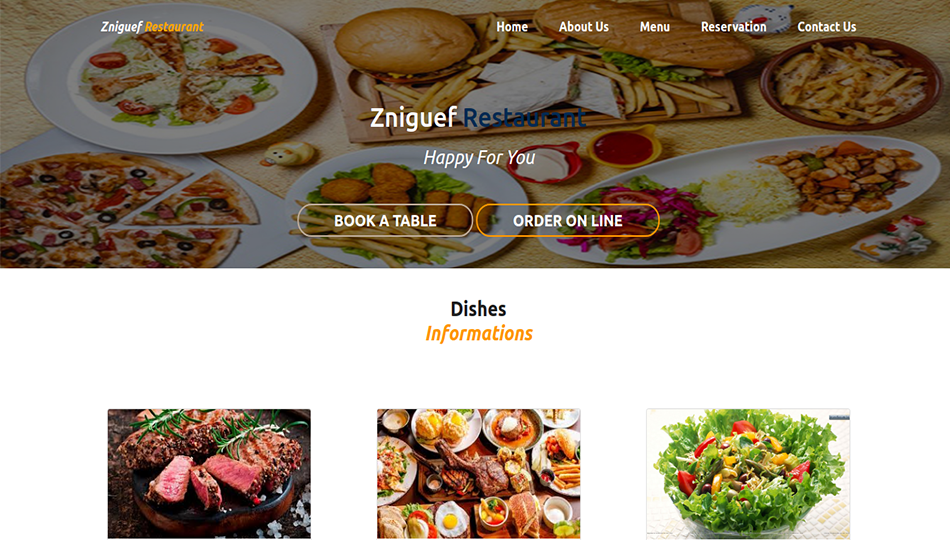 Zniguef Restaurant
Home About Us Menu Reservation Contact Us
Zniguef Restaurant
Happy For You
BOOK A TABLE ORDER ON LINE
Dishes
Informations